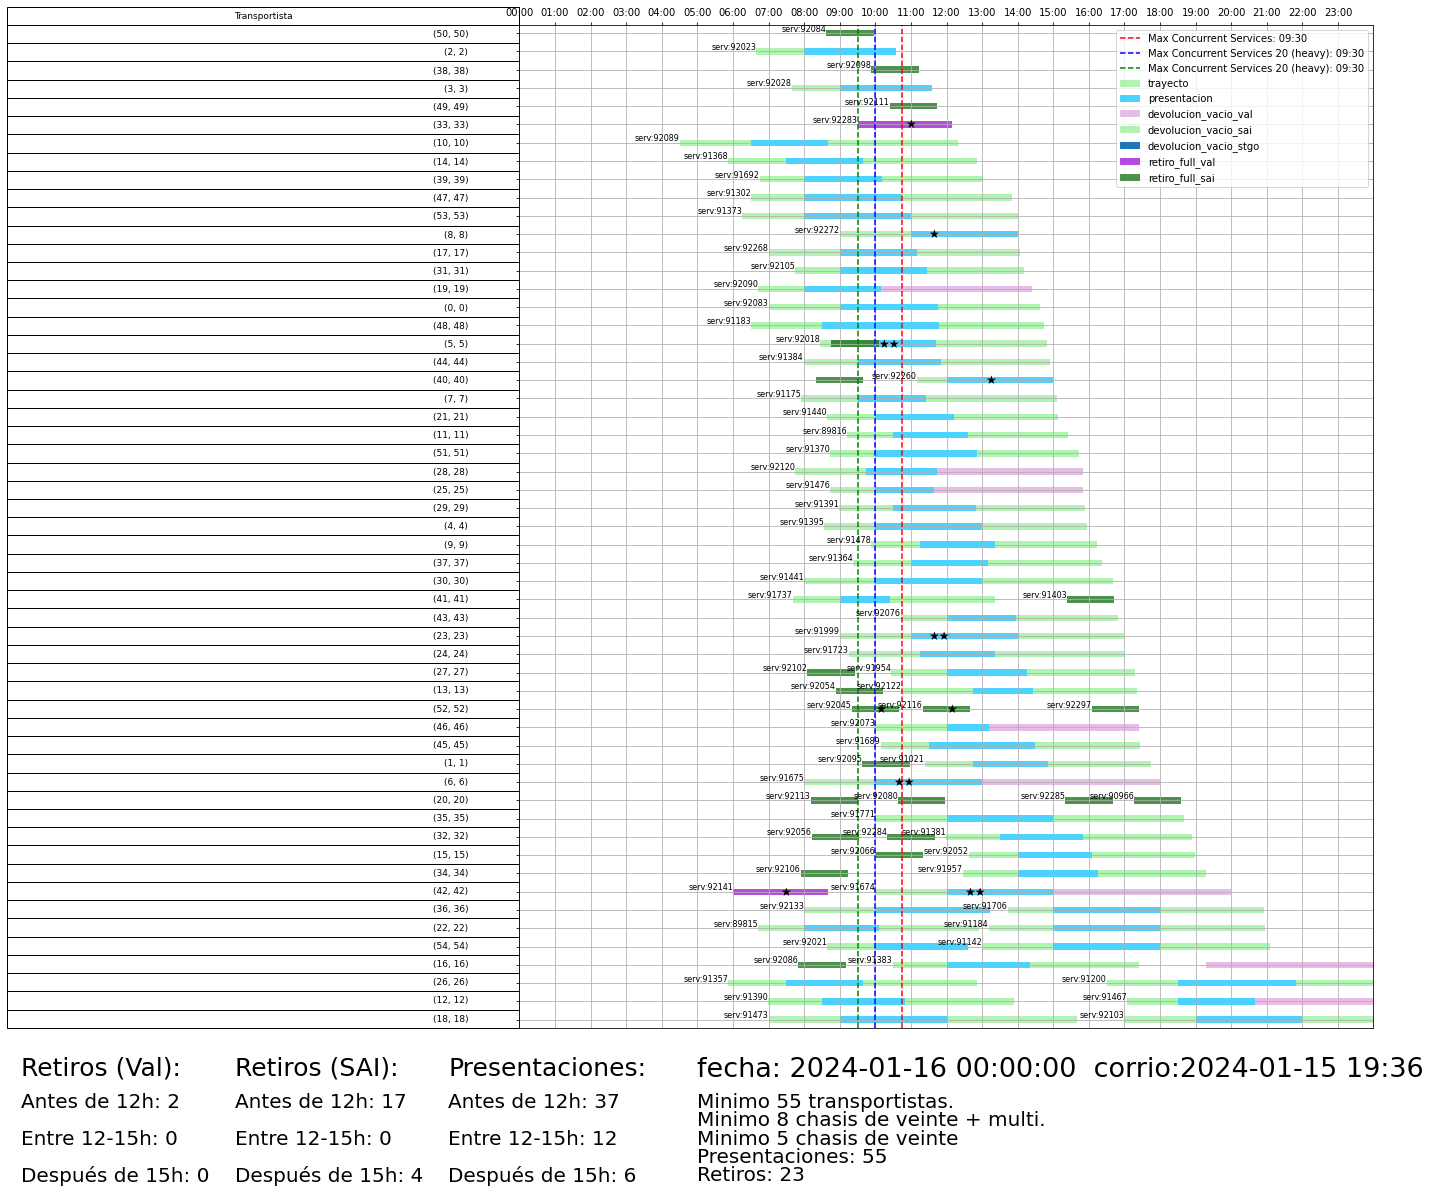 Transportista
00:00 01:00 02:00 03:00 04:00 05:00 06:00 07:00 08:00 09:00 10:00 11:00 12:00 13:00 14:00 15:00 16:00 17:00 18:00 19:00 20:00 21:00 22:00 23:00
Max Concurrent Services: 09:30
Max Concurrent Services 20 (heavy): 09:30
Max Concurrent Services 20 (heavy): 09:30
trayecto
presentacion
devolucion_vacio_val
devolucion_vacio_sai
devolucion_vacio_stgo
retiro_full_val
retiro_full_sai
(50, 50) serv:92084
(2, 2) serv:92023
(38, 38) serv:92098
(3, 3) serv:92028
(49, 49) serv:92111
(33, 33) serv:92283
(10, 10) serv:92089
(14, 14) serv:91368
(39, 39) serv:91692
(47, 47) serv:91302
(53, 53) serv:91373
(8, 8) serv:92272
(17, 17) serv:92268
(31, 31) serv:92105
(19, 19) serv:92090
(0, 0) serv:92083
(48, 48) serv:91183
(5, 5) serv:92018
(44, 44) serv:91384
(40, 40) serv:92260
(7, 7) serv:91175
(21, 21) serv:91440
(11, 11) serv:89816
(51, 51) serv:91370
(28, 28) serv:92120
(25, 25) serv:91476
(29, 29) serv:91391
(4, 4) serv:91395
(9, 9) serv:91478
(37, 37) serv:91364
(30, 30) serv:91441
(41, 41) serv:91737 serv:91403
(43, 43) serv:92076
(23, 23) serv:91999
(24, 24) serv:91723
(27, 27) serv:92102 serv:91954
(13, 13) serv:92054 serv:92122
(52, 52) serv:92045 serv:92116 serv:92297
(46, 46) serv:92073
(45, 45) serv:91689
(1, 1) serv:92095 serv:91021
(6, 6) serv:91675
(20, 20) serv:92113 serv:92080 serv:92285 serv:90966
(35, 35) serv:91771
(32, 32) serv:92056 serv:92284 serv:91381
(15, 15) serv:92066 serv:92052
(34, 34) serv:92106 serv:91957
(42, 42) serv:92141 serv:91674
(36, 36) serv:92133 serv:91706
(22, 22) serv:89815 serv:91184
(54, 54) serv:92021 serv:91142
(16, 16) serv:92086 serv:91383
(26, 26) serv:91357 serv:91200
(12, 12) serv:91390 serv:91467
(18, 18) serv:91473 serv:92103
Retiros (Val):
Antes de 12h: 2
Entre 12-15h: 0
Después de 15h: 0
Retiros (SAI):
Antes de 12h: 17
Entre 12-15h: 0
Después de 15h: 4
Presentaciones:
Antes de 12h: 37
Entre 12-15h: 12
Después de 15h: 6
fecha: 2024-01-16 00:00:00  corrio:2024-01-15 19:36
Minimo 55 transportistas.
Minimo 8 chasis de veinte + multi.
Minimo 5 chasis de veinte
Presentaciones: 55
Retiros: 23